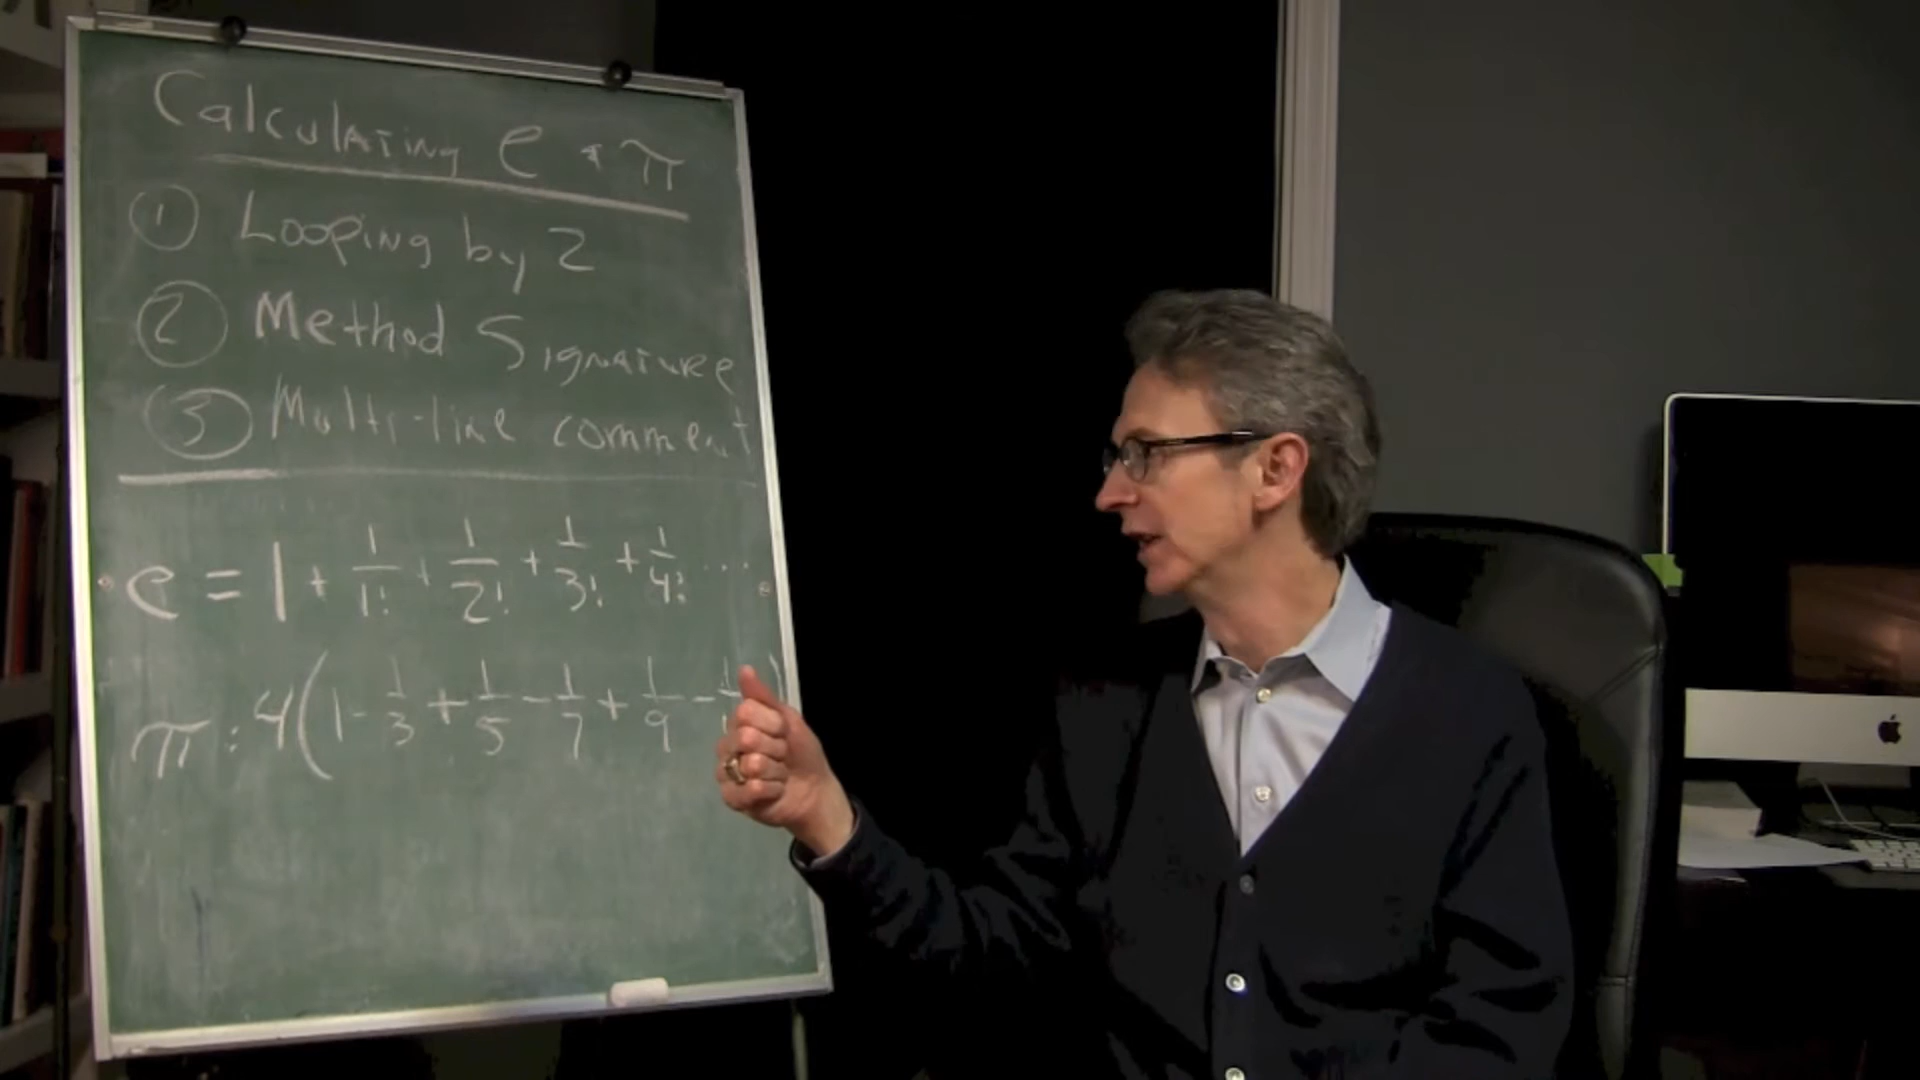 Calculating e & π
① Looping by 2
② Method Signature
③ Multi-line comment
e = 1 + 1/1! + 1/2! + 1/3! + 1/4! ...
π : 4(1 - 1/3 + 1/5 - 1/7 + 1/9 -